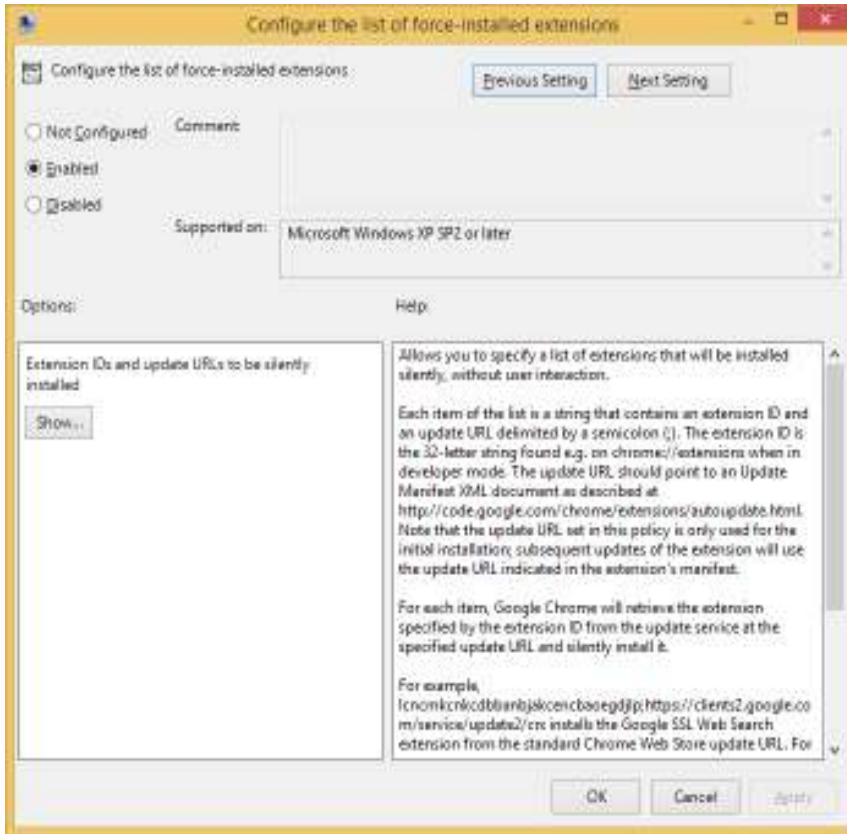 Configure the list of force-installed extensions
Configure the list of force-installed extensions
Previous Setting
Next Setting
Not Configured
Comment:
Enabled
Disabled
Supported on:
Microsoft Windows XP SP2 or later
Options:
Help:
Extension IDs and update URLs to be silently
installed
Show...
Allows you to specify a list of extensions that will be installed
silently, without user interaction.
Each item of the list is a string that contains an extension ID and
an update URL delimited by a semicolon (;). The extension ID is
the 32-letter string found e.g. on chrome://extensions when in
developer mode. The update URL should point to an Update
Manifest XML document as described at
http://code.google.com/chrome/extensions/autoupdate.html.
Note that the update URL set in this policy is only used for the
initial installation; subsequent updates of the extension will use
the update URL indicated in the extension's manifest.
For each item, Google Chrome will retrieve the extension
specified by the extension ID from the update service at the
specified update URL and silently install it.
For example,
https://clients2.google.co
m/service/update2/crx installs the Google SSL Web Search
extension from the standard Chrome Web Store update URL. For
OK
Cancel
Apply